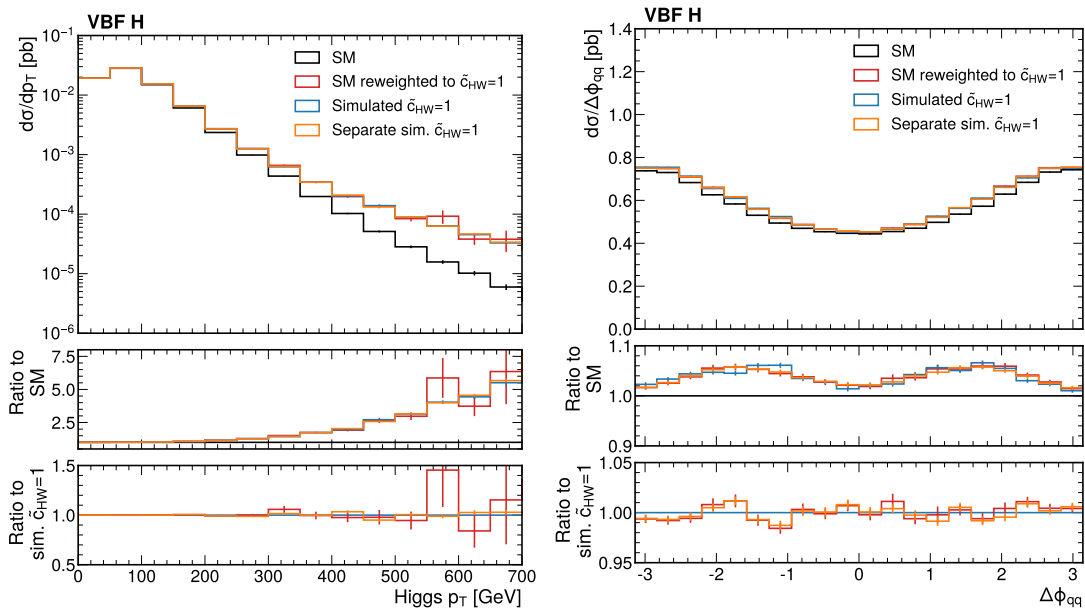 VBF H
dσ/dp_T [pb]
10⁻¹
10⁻²
10⁻³
10⁻⁴
10⁻⁵
10⁻⁶
SM
SM reweighted to c̃_HW=1
Simulated c̃_HW=1
Separate sim. c̃_HW=1
Ratio to
SM
7.5
5.0
2.5
Ratio to
sim. c̃_HW=1
1.5
1.0
0.5
0 100 200 300 400 500 600 700
Higgs p_T [GeV]
VBF H
dσ/Δϕ_qq [pb]
1.4
1.2
1.0
0.8
0.6
0.4
0.2
0.0
SM
SM reweighted to c̃_HW=1
Simulated c̃_HW=1
Separate sim. c̃_HW=1
Ratio to
SM
1.1
1.0
0.9
Ratio to
sim. c̃_HW=1
1.05
1.00
0.95
-3 -2 -1 0 1 2 3
Δϕ_qq